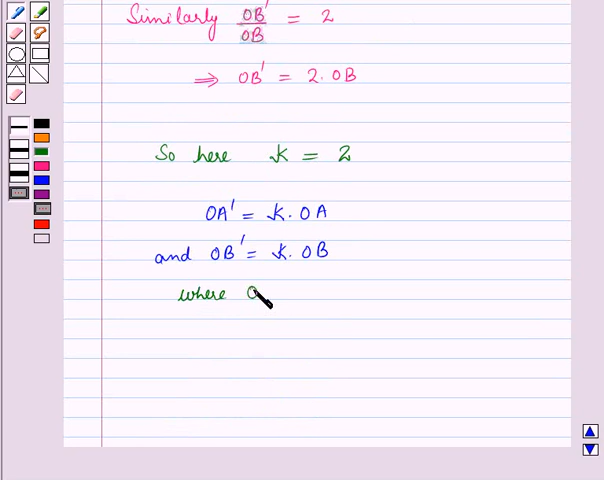 Similarly OB'/OB = 2
⇒ OB' = 2.OB
So here K = 2
OA' = K.OA
and OB' = K.OB
where O